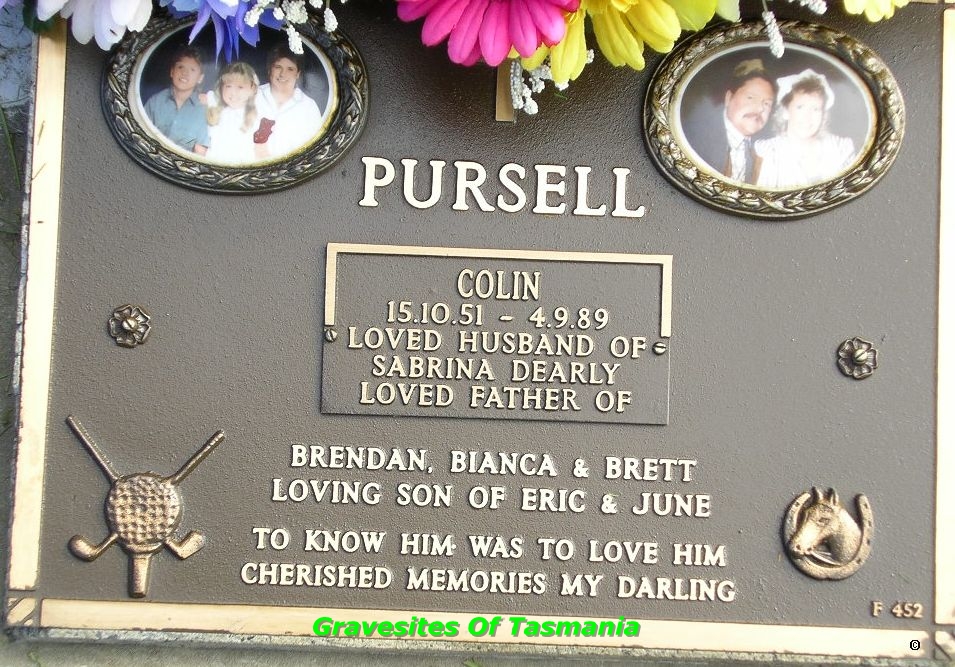 PURSELL
COLIN
15.10.51 - 4.9.89
LOVED HUSBAND OF
SABRINA DEARLY
LOVED FATHER OF
BRENDAN, BIANCA & BRETT
LOVING SON OF ERIC & JUNE
TO KNOW HIM WAS TO LOVE HIM
CHERISHED MEMORIES MY DARLING
F 452
Gravesites Of Tasmania
©